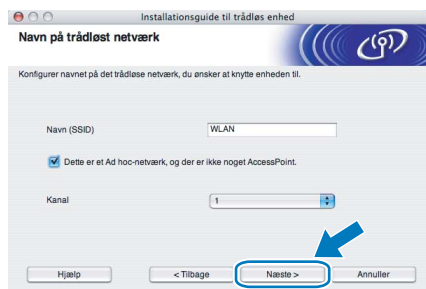 Installationsguide til trådløs enhed
Navn på trådløst netværk
Konfigurer navnet på det trådløse netværk, du ønsker at knytte enheden til.
Navn (SSID) WLAN
Dette er et Ad hoc-netværk, og der er ikke noget AccessPoint.
Kanal 1
Hjælp < Tilbage Næste > Annuller